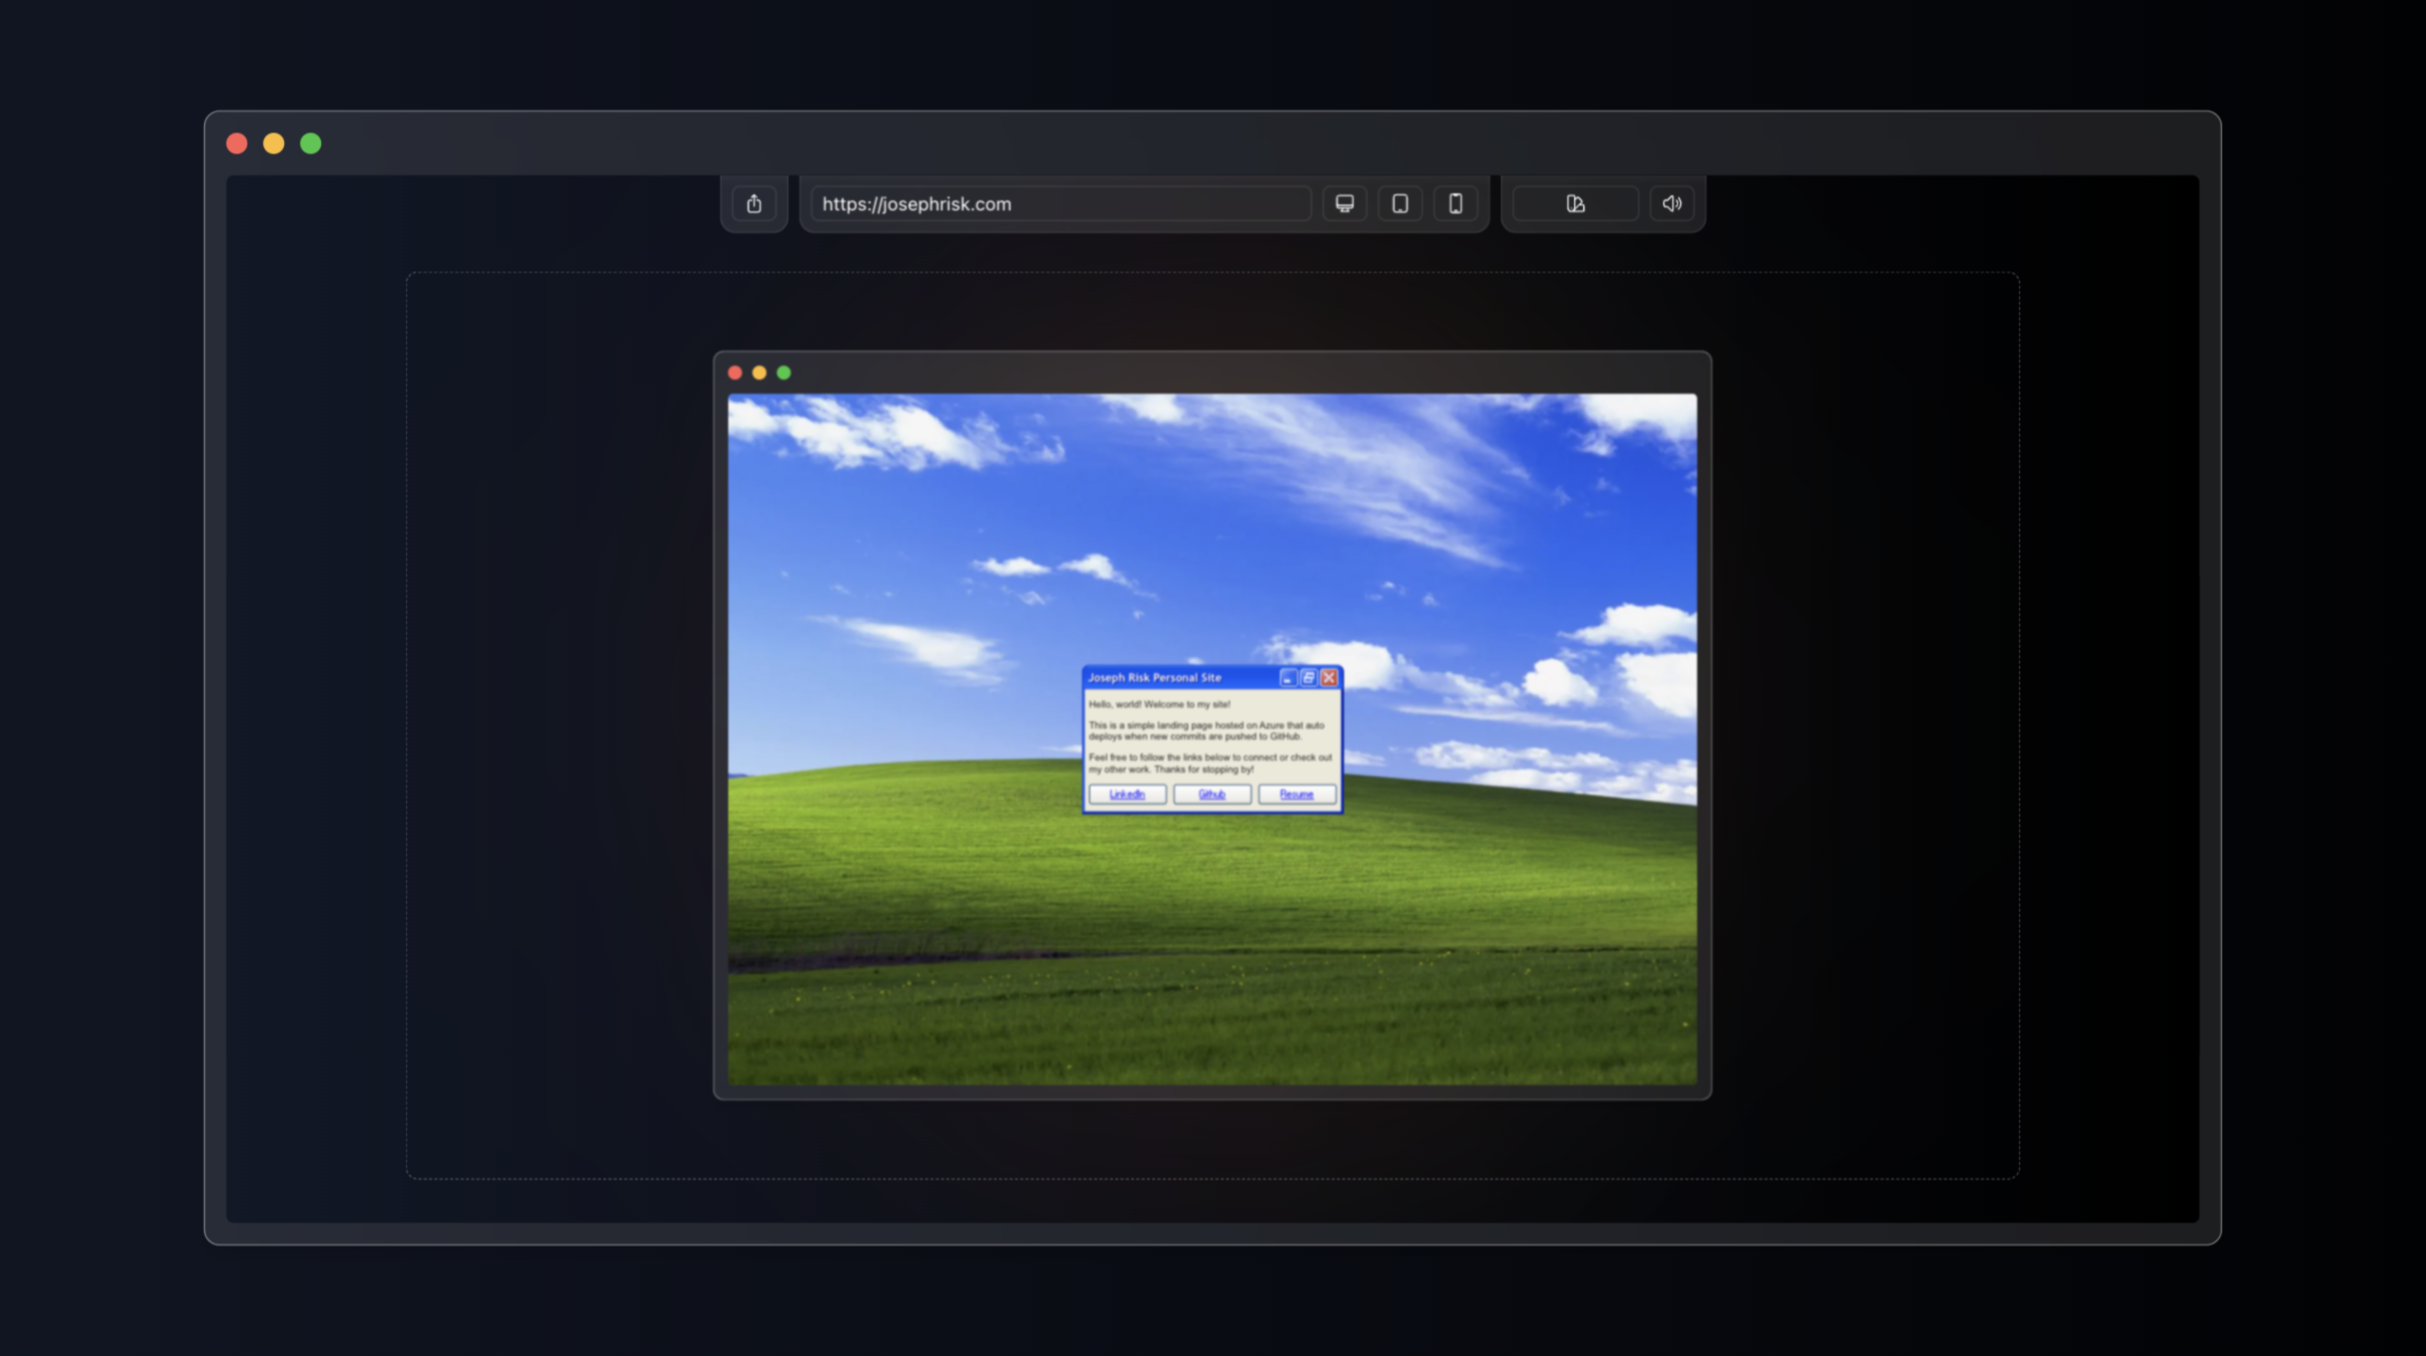 https://josephrisk.com
Joseph Risk Personal Site
Hello, world! Welcome to my site!
This is a simple landing page hosted on Azure that auto
deploys when new commits are pushed to GitHub.
Feel free to follow the links below to connect or check out
my other work. Thanks for stopping by!
LinkedIn
Github
Resume